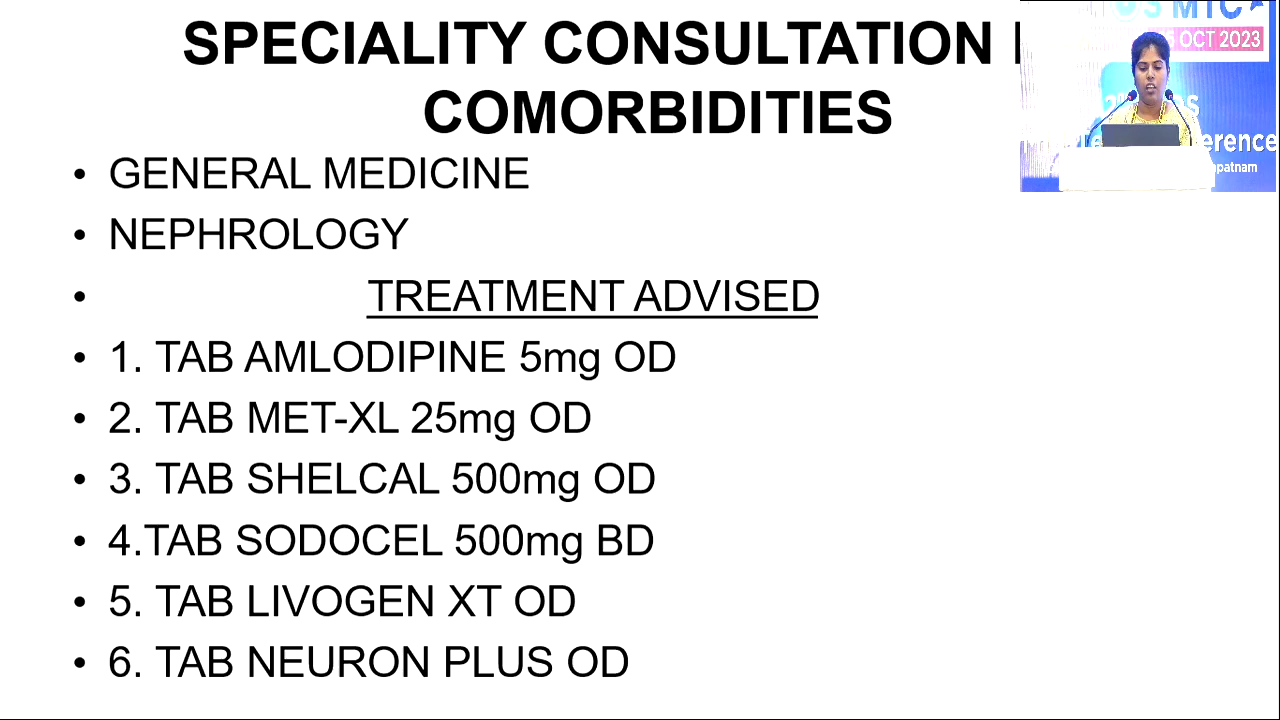 SPECIALITY CONSULTATION
COMORBIDITIES
• GENERAL MEDICINE
• NEPHROLOGY
• TREATMENT ADVISED
• 1. TAB AMLODIPINE 5mg OD
• 2. TAB MET-XL 25mg OD
• 3. TAB SHELCAL 500mg OD
• 4.TAB SODOCEL 500mg BD
• 5. TAB LIVOGEN XT OD
• 6. TAB NEURON PLUS OD
OCT 2023
erence
patnam